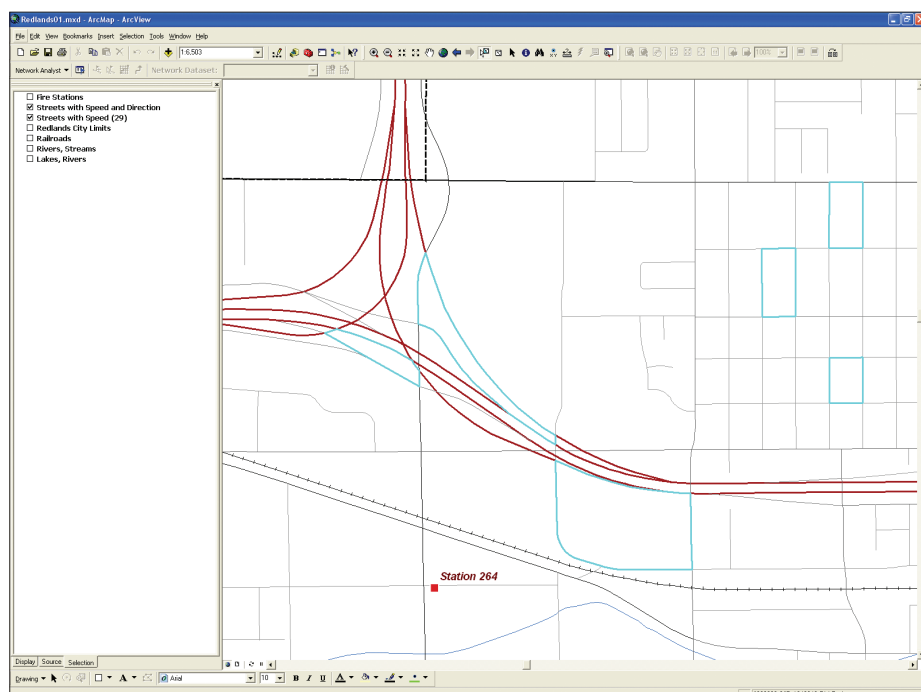 Redlands01.mxd - ArcMap - ArcView
File Edit View Bookmarks Insert Selection Tools Window Help
1:6,503
100%
Network Analyst Network Dataset:
Fire Stations
Streets with Speed and Direction
Streets with Speed (29)
Redlands City Limits
Railroads
Rivers, Streams
Lakes, Rivers
Station 264
Display Source Selection
Drawing A Arial 10 B I U A